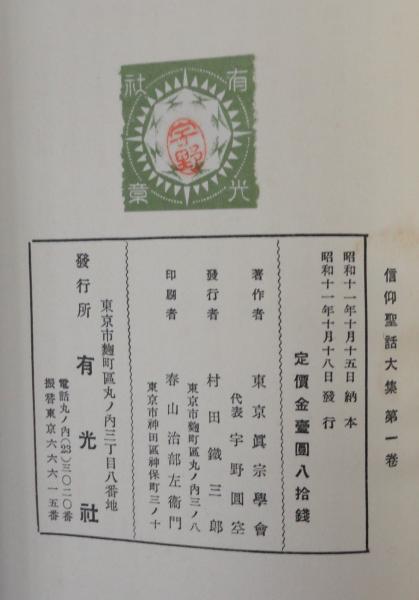 有光社章
宇野
信仰聖話大集 第一卷
昭和十一年十月十五日 納本
昭和十一年十月十八日 發行
定價金壹圓八拾錢
著作者 東京眞宗學會
代表 宇野圓空
發行者 村田鐵三郎
東京市麴町區丸ノ内三ノ八
印刷者 春山治部左衞門
東京市神田區神保町三ノ十
東京市麴町區丸ノ内三丁目八番地
發行所 有光社
電話丸ノ内(23)三〇二〇番
振替東京六六六一五番